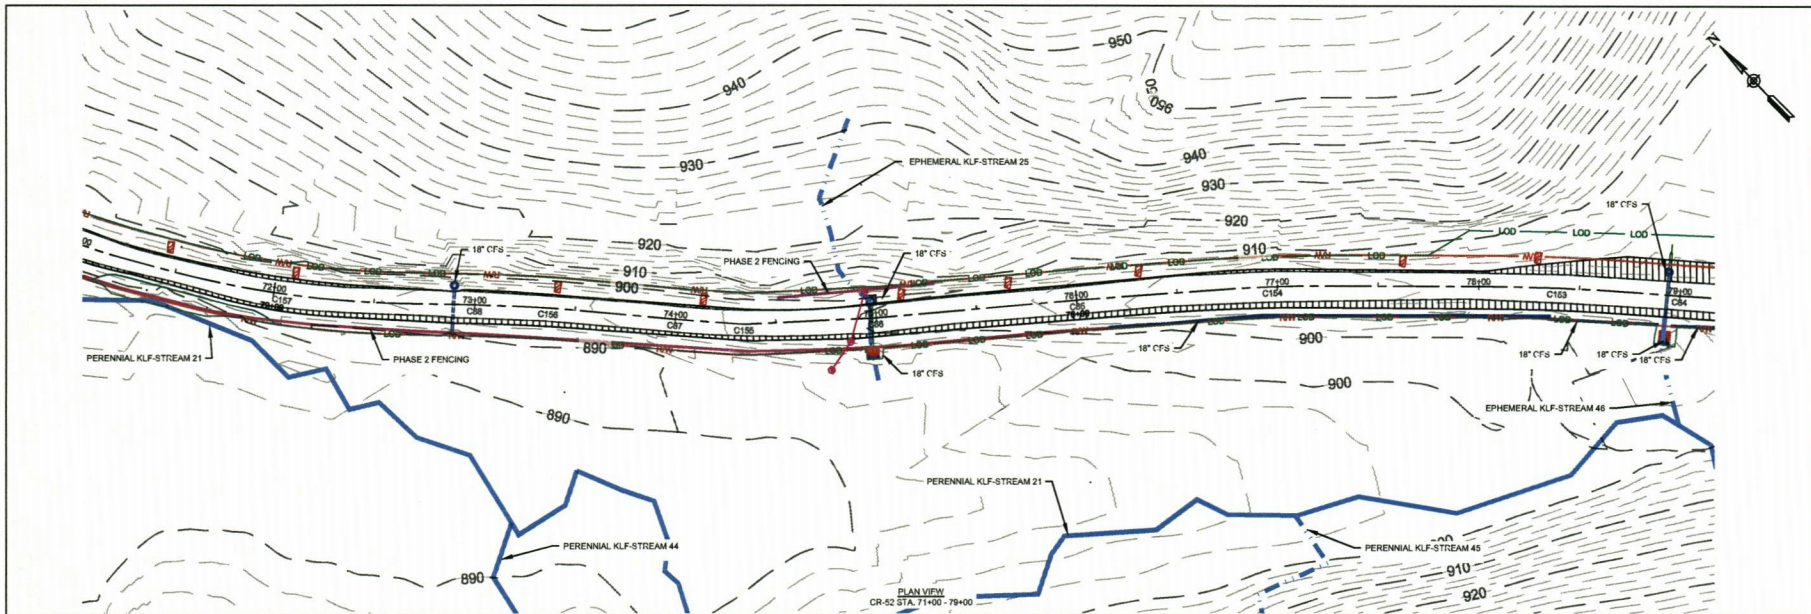 950
N
940
950
950
930
EPHEMERAL KLF-STREAM 25
940
930
920
18" CFS
920
18" CFS
18" CFS
910
LOD LOD LOD
PHASE 2 FENCING
910
900
72+00
C157
73+00
C88
C156
74+00
C87
C155
C86
76+00
C85
77+00
C154
78+00
C153
79+00
C84
PERENNIAL KLF-STREAM 21
PHASE 2 FENCING
890
18" CFS
900
18" CFS
18" CFS
18" CFS
18" CFS
900
890
EPHEMERAL KLF-STREAM 46
PERENNIAL KLF-STREAM 21
PERENNIAL KLF-STREAM 44
PERENNIAL KLF-STREAM 45
890
910
920
PLAN VIEW
CR-52 STA. 71+00 - 79+00